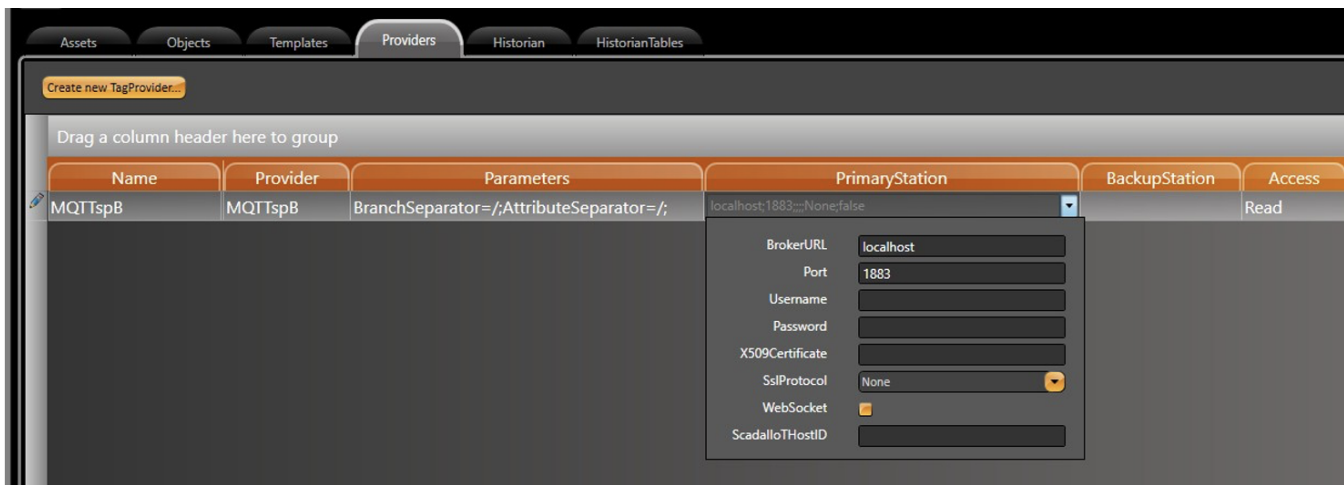 Assets Objects Templates Providers Historian HistorianTables
Create new TagProvider...
Drag a column header here to group
Name Provider Parameters PrimaryStation BackupStation Access
MQTTspB MQTTspB BranchSeparator=/;AttributeSeparator=/; localhost;1883;;;;None;false Read
BrokerURL localhost
Port 1883
Username
Password
X509Certificate
SslProtocol None
WebSocket
ScadaIIoTHostID